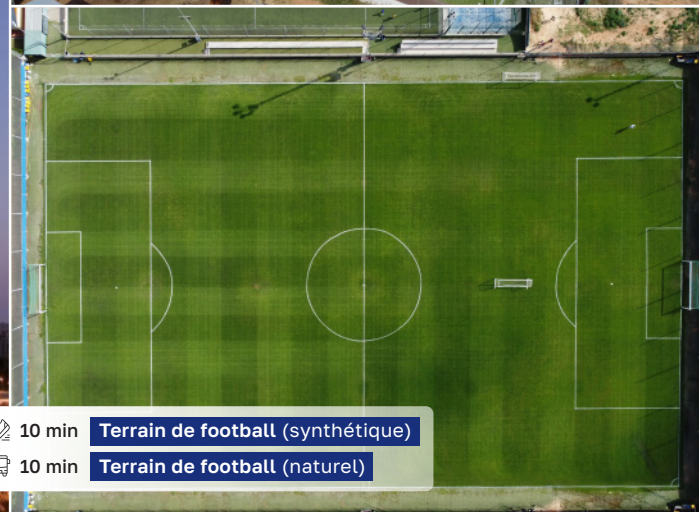 10 min Terrain de football (synthétique)
10 min Terrain de football (naturel)